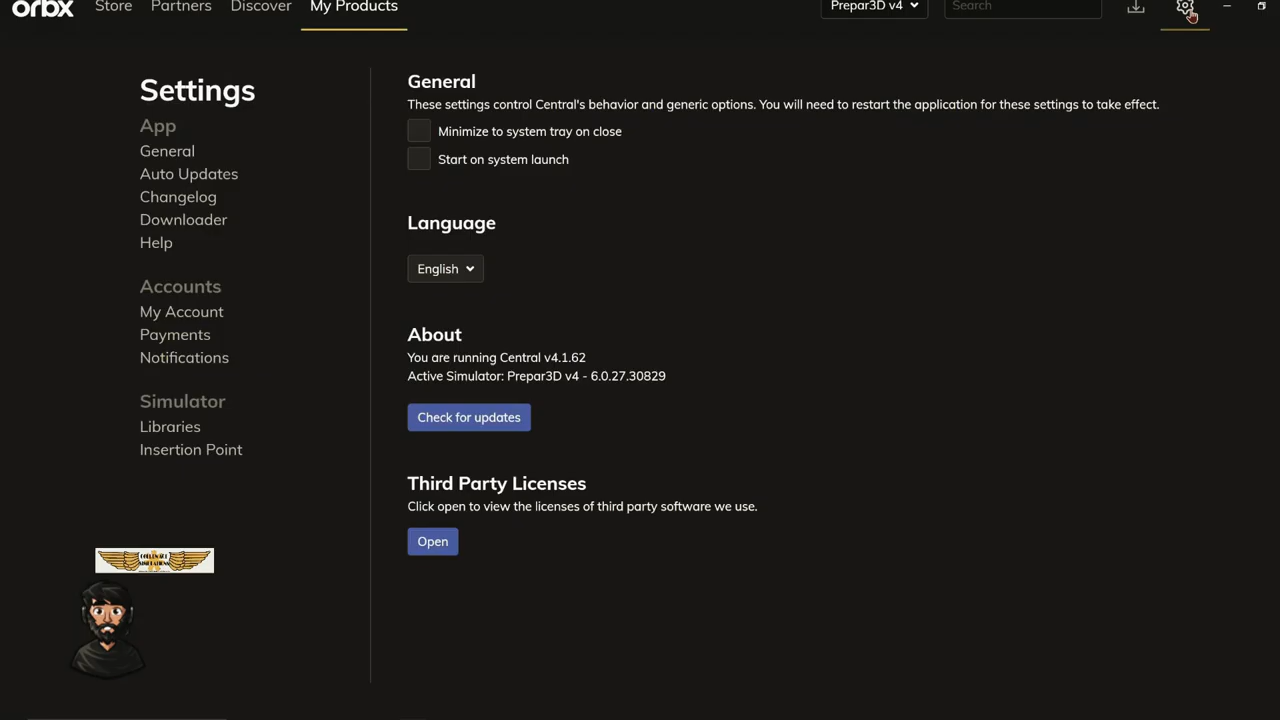 orbx Store Partners Discover My Products Prepar3D v4 Search
Settings
App
General
Auto Updates
Changelog
Downloader
Help
Accounts
My Account
Payments
Notifications
Simulator
Libraries
Insertion Point
General
These settings control Central's behavior and generic options. You will need to restart the application for these settings to take effect.
Minimize to system tray on close
Start on system launch
Language
English
About
You are running Central v4.1.62
Active Simulator: Prepar3D v4 - 6.0.27.30829
Check for updates
Third Party Licenses
Click open to view the licenses of third party software we use.
Open